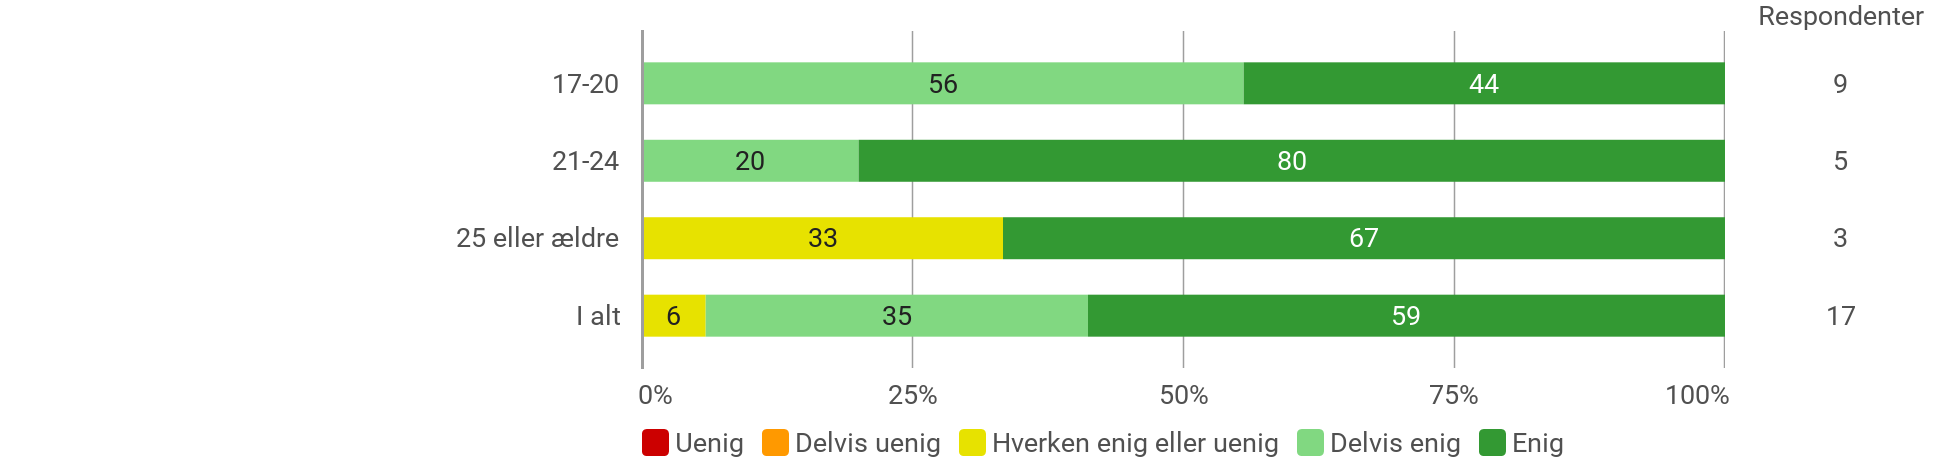 Respondenter
17-20 56 44 9
21-24 20 80 5
25 eller ældre 33 67 3
I alt 6 35 59 17
0% 25% 50% 75% 100%
Uenig Delvis uenig Hverken enig eller uenig Delvis enig Enig